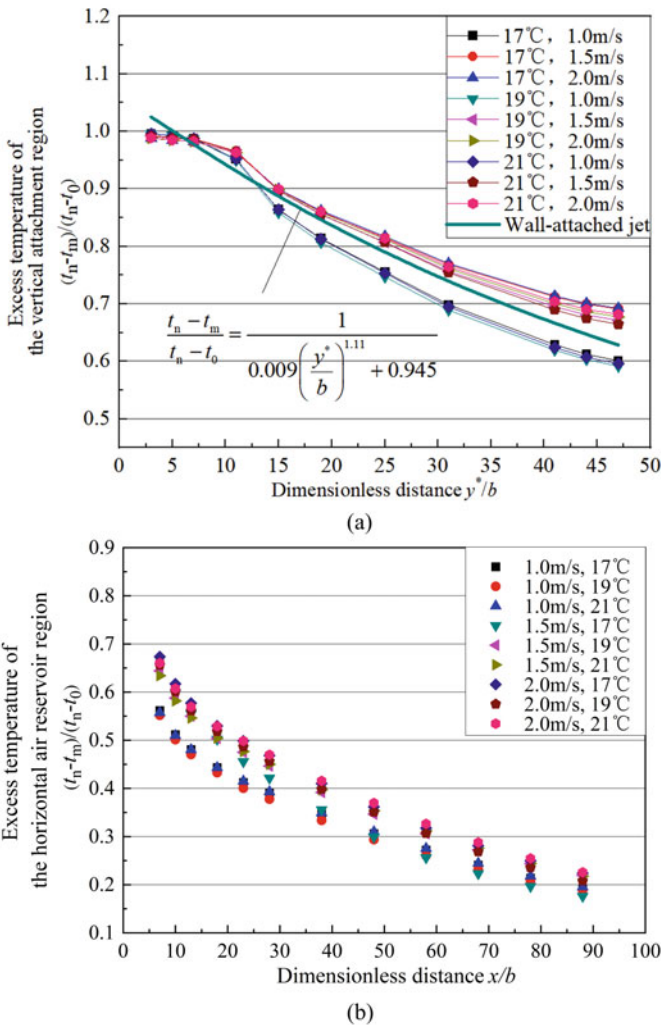 1.2
1.1
1.0
0.9
0.8
0.7
0.6
0.5
Excess temperature of
the vertical attachment region
(tn-tm)/(tn-t0)
17℃, 1.0m/s
17℃, 1.5m/s
17℃, 2.0m/s
19℃, 1.0m/s
19℃, 1.5m/s
19℃, 2.0m/s
21℃, 1.0m/s
21℃, 1.5m/s
21℃, 2.0m/s
Wall-attached jet
(tn − tm)/(tn − t0) = 1/(0.009(y*/b)^1.11 + 0.945)
0 5 10 15 20 25 30 35 40 45 50
Dimensionless distance y*/b
(a)
0.9
0.8
0.7
0.6
0.5
0.4
0.3
0.2
0.1
Excess temperature of
the horizontal air reservoir region
(tn-tm)/(tn-t0)
1.0m/s, 17℃
1.0m/s, 19℃
1.0m/s, 21℃
1.5m/s, 17℃
1.5m/s, 19℃
1.5m/s, 21℃
2.0m/s, 17℃
2.0m/s, 19℃
2.0m/s, 21℃
0 10 20 30 40 50 60 70 80 90 100
Dimensionless distance x/b
(b)